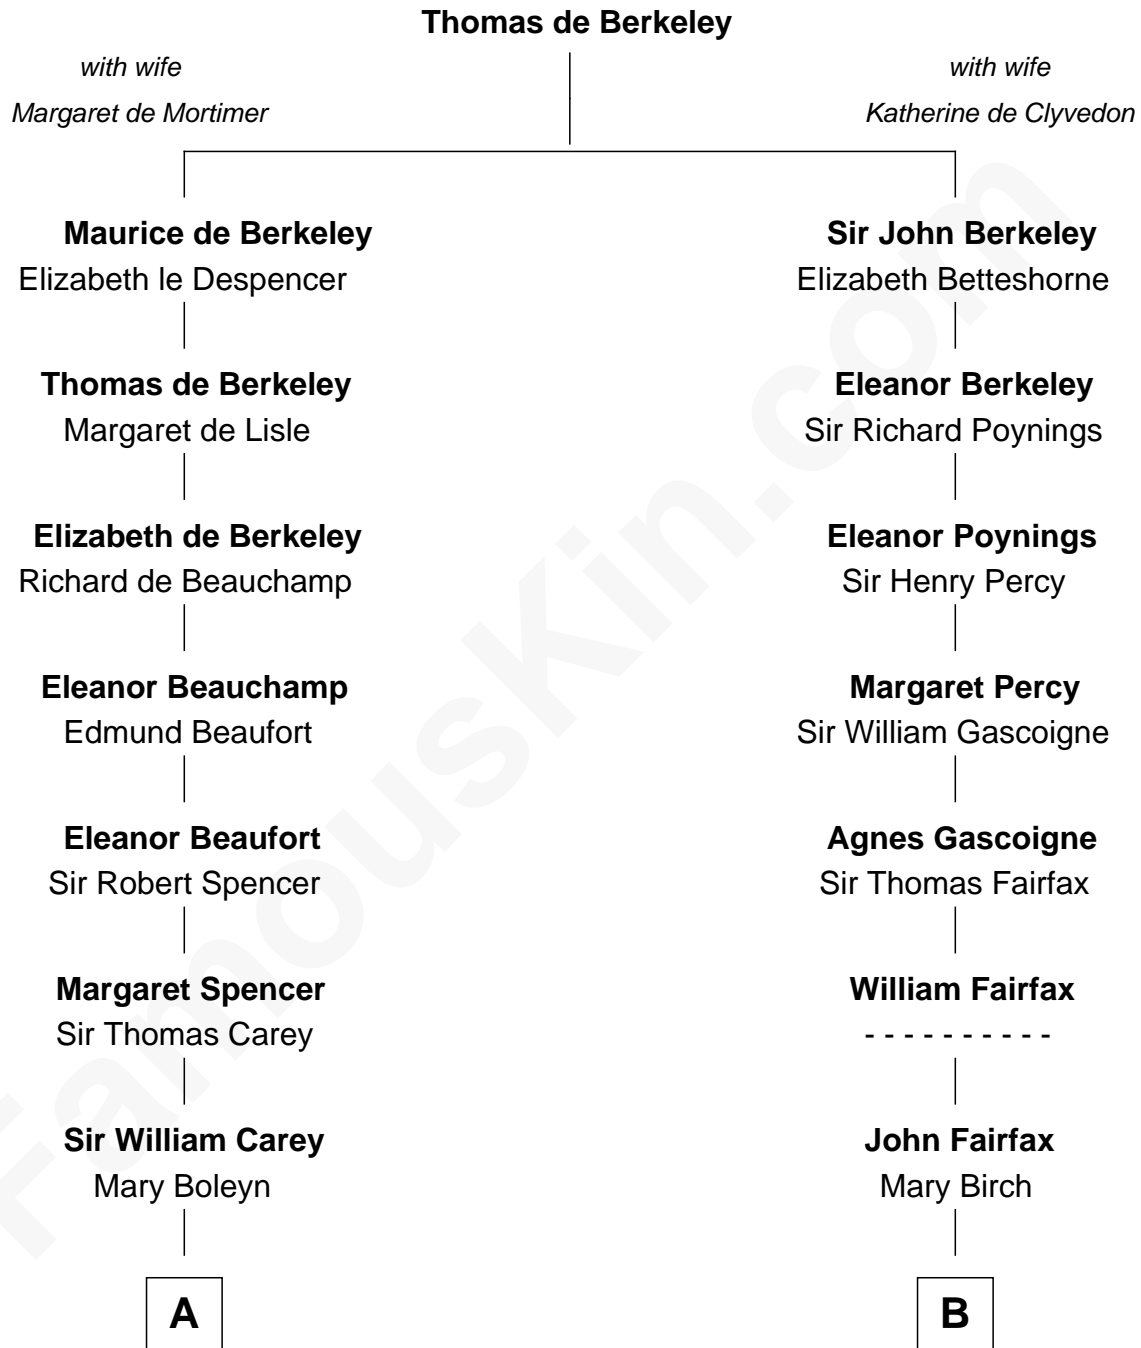 Thomas de Berkeley
with wife
Margaret de Mortimer
with wife
Katherine de Clyvedon
Maurice de Berkeley
Elizabeth le Despencer
Thomas de Berkeley
Margaret de Lisle
Elizabeth de Berkeley
Richard de Beauchamp
Eleanor Beauchamp
Edmund Beaufort
Eleanor Beaufort
Sir Robert Spencer
Margaret Spencer
Sir Thomas Carey
Sir William Carey
Mary Boleyn
A
Sir John Berkeley
Elizabeth Betteshorne
Eleanor Berkeley
Sir Richard Poynings
Eleanor Poynings
Sir Henry Percy
Margaret Percy
Sir William Gascoigne
Agnes Gascoigne
Sir Thomas Fairfax
William Fairfax
- - - - - - - - - -
John Fairfax
Mary Birch
B
FamousKin.com